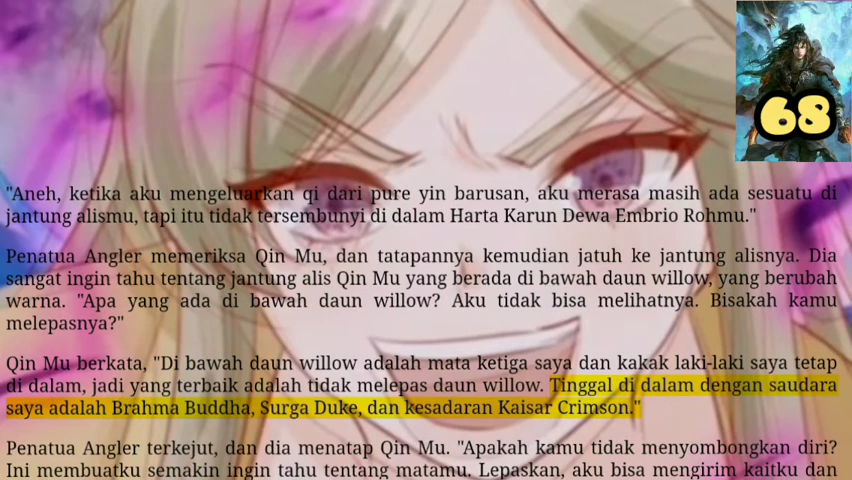 68
"Aneh, ketika aku mengeluarkan qi dari pure yin barusan, aku merasa masih ada sesuatu di
jantung alismu, tapi itu tidak tersembunyi di dalam Harta Karun Dewa Embrio Rohmu."
Penatua Angler memeriksa Qin Mu, dan tatapannya kemudian jatuh ke jantung alisnya. Dia
sangat ingin tahu tentang jantung alis Qin Mu yang berada di bawah daun willow, yang berubah
warna. "Apa yang ada di bawah daun willow? Aku tidak bisa melihatnya. Bisakah kamu
melepasnya?"
Qin Mu berkata, "Di bawah daun willow adalah mata ketiga saya dan kakak laki-laki saya tetap
di dalam, jadi yang terbaik adalah tidak melepas daun willow. Tinggal di dalam dengan saudara
saya adalah Brahma Buddha, Surga Duke, dan kesadaran Kaisar Crimson."
Penatua Angler terkejut, dan dia menatap Qin Mu. "Apakah kamu tidak menyombongkan diri?
Ini membuatku semakin ingin tahu tentang matamu. Lepaskan, aku bisa mengirim kaitku dan